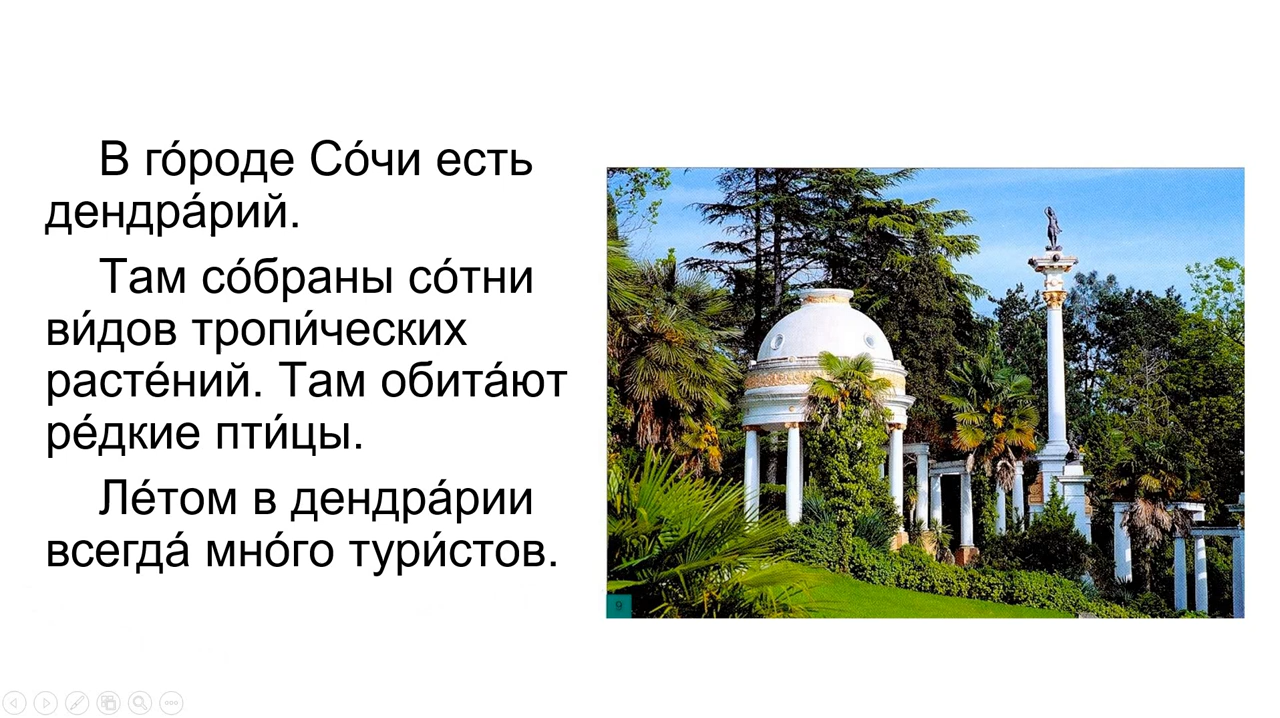 В го́роде Со́чи есть
дендра́рий.
Там со́браны со́тни
ви́дов тропи́ческих
расте́ний. Там обита́ют
ре́дкие пти́цы.
Ле́том в дендра́рии
всегда́ мно́го тури́стов.
9